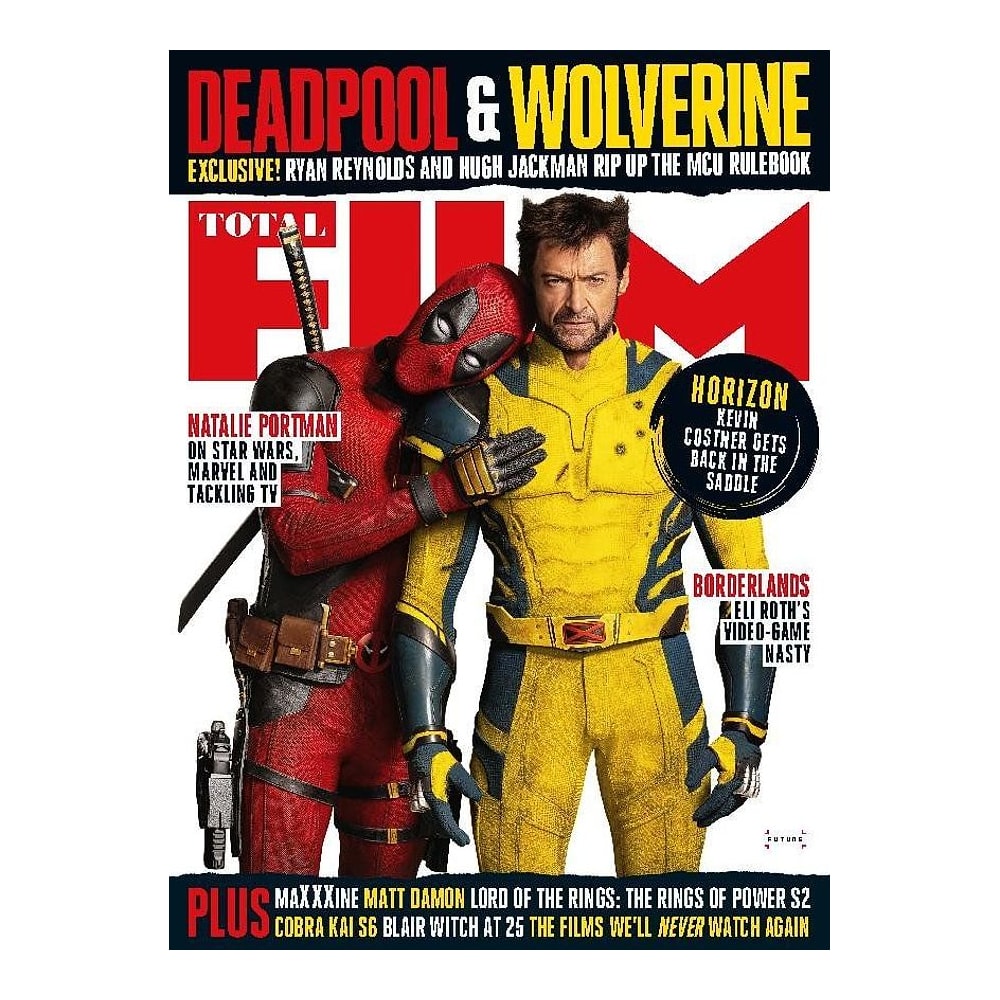 DEADPOOL & WOLVERINE
EXCLUSIVE! RYAN REYNOLDS AND HUGH JACKMAN RIP UP THE MCU RULEBOOK
TOTAL
FILM
HORIZON
KEVIN
COSTNER GETS
BACK IN THE
SADDLE
NATALIE PORTMAN
ON STAR WARS,
MARVEL AND
TACKLING TV
BORDERLANDS
ELI ROTH'S
VIDEO-GAME
NASTY
FUTURE
PLUS MAXXXINE MATT DAMON LORD OF THE RINGS: THE RINGS OF POWER S2
COBRA KAI S6 BLAIR WITCH AT 25 THE FILMS WE'LL NEVER WATCH AGAIN